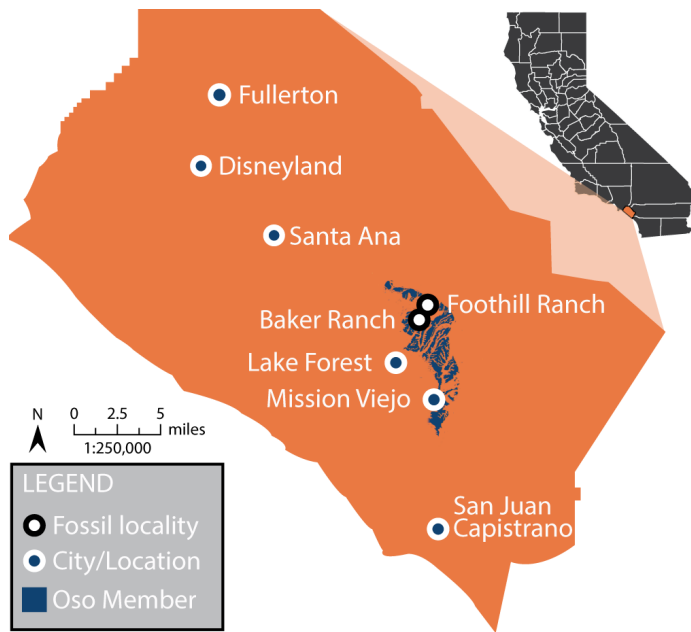 Fullerton
Disneyland
Santa Ana
Foothill Ranch
Baker Ranch
Lake Forest
Mission Viejo
N 0 2.5 5
miles
1:250,000
LEGEND
Fossil locality
City/Location
Oso Member
San Juan
Capistrano